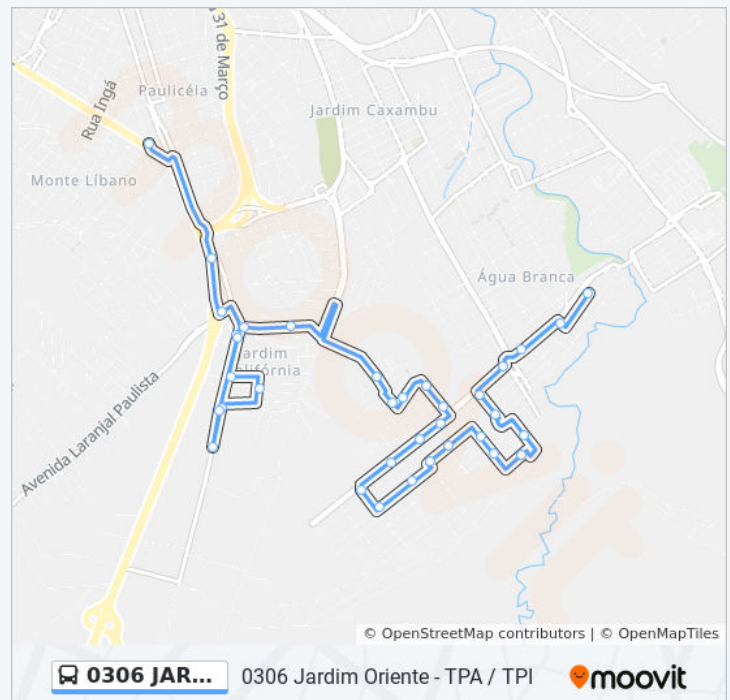 31 de Março
Paulicéia
Rua Ingá
Jardim Caxambu
Monte Líbano
Água Branca
Jardim
Califórnia
Avenida Laranjal Paulista
© OpenStreetMap contributors | © OpenMapTiles
0306 JAR... 0306 Jardim Oriente - TPA / TPI moovit